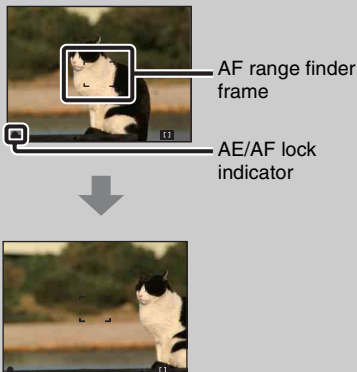 AF range finder
frame
AE/AF lock
indicator